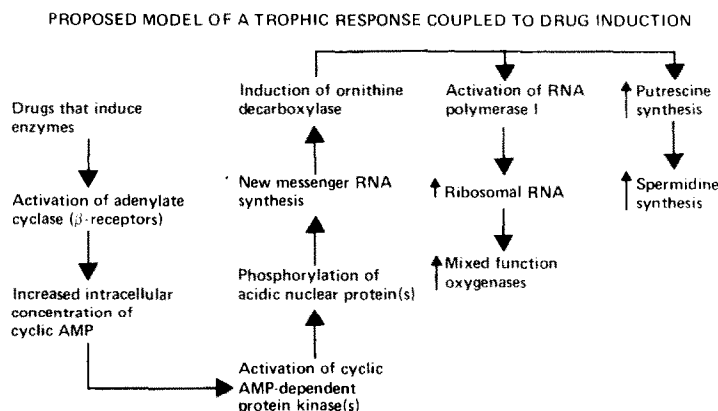 PROPOSED MODEL OF A TROPHIC RESPONSE COUPLED TO DRUG INDUCTION
Drugs that induce
enzymes
Activation of adenylate
cyclase (β-receptors)
Increased intracellular
concentration of
cyclic AMP
Activation of cyclic
AMP-dependent
protein kinase(s)
Phosphorylation of
acidic nuclear protein(s)
New messenger RNA
synthesis
Induction of ornithine
decarboxylase
Activation of RNA
polymerase I
Ribosomal RNA
Mixed function
oxygenases
Putrescine
synthesis
Spermidine
synthesis